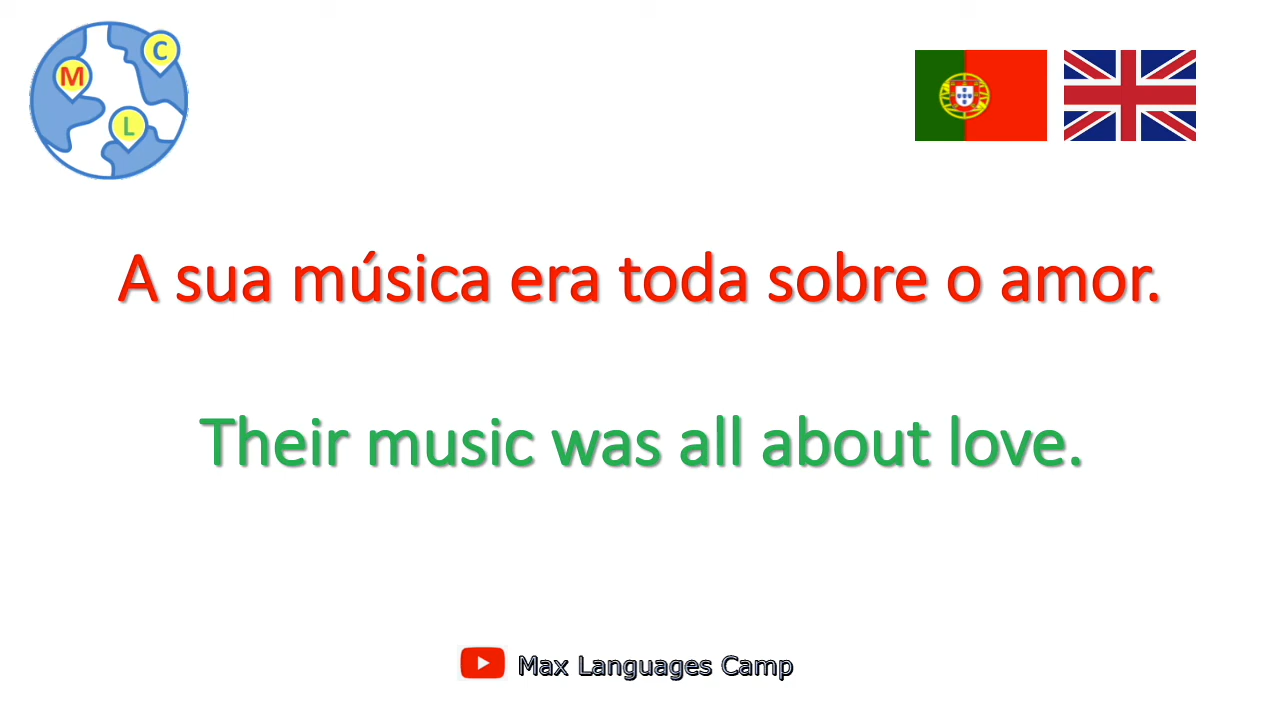 C
M
L
A sua música era toda sobre o amor.
Their music was all about love.
Max Languages Camp